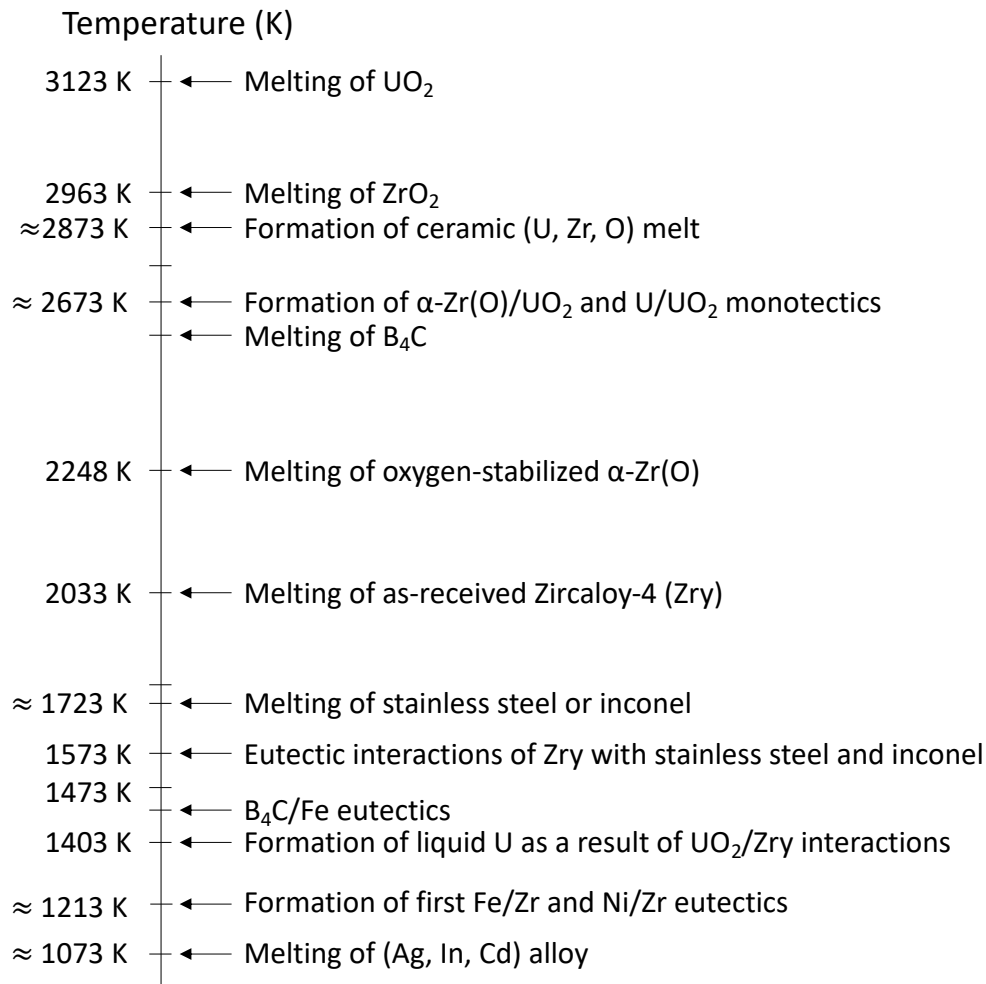 Temperature (K)
3123 K Melting of UO₂
2963 K Melting of ZrO₂
≈2873 K Formation of ceramic (U, Zr, O) melt
≈ 2673 K Formation of α-Zr(O)/UO₂ and U/UO₂ monotectics
Melting of B₄C
2248 K Melting of oxygen-stabilized α-Zr(O)
2033 K Melting of as-received Zircaloy-4 (Zry)
≈ 1723 K Melting of stainless steel or inconel
1573 K Eutectic interactions of Zry with stainless steel and inconel
1473 K
B₄C/Fe eutectics
1403 K Formation of liquid U as a result of UO₂/Zry interactions
≈ 1213 K Formation of first Fe/Zr and Ni/Zr eutectics
≈ 1073 K Melting of (Ag, In, Cd) alloy